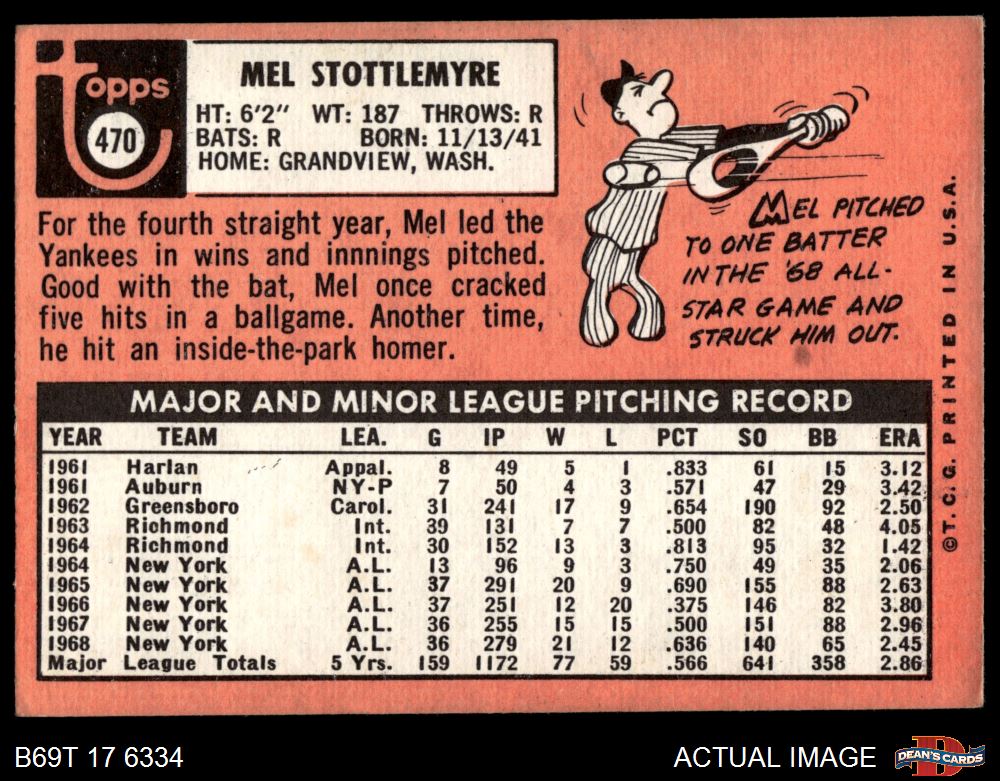 Topps
470
MEL STOTTLEMYRE
HT: 6'2" WT: 187 THROWS: R
BATS: R BORN: 11/13/41
HOME: GRANDVIEW, WASH.
For the fourth straight year, Mel led the
Yankees in wins and innnings pitched.
Good with the bat, Mel once cracked
five hits in a ballgame. Another time,
he hit an inside-the-park homer.
MEL PITCHED
TO ONE BATTER
IN THE '68 ALL-
STAR GAME AND
STRUCK HIM OUT.
MAJOR AND MINOR LEAGUE PITCHING RECORD
YEAR TEAM LEA. G IP W L PCT SO BB ERA
1961 Harlan Appal. 8 49 5 1 .833 61 15 3.12
1961 Auburn NY-P 7 50 4 3 .571 47 29 3.42
1962 Greensboro Carol. 31 241 17 9 .654 190 92 2.50
1963 Richmond Int. 39 131 7 7 .500 82 48 4.05
1964 Richmond Int. 30 152 13 3 .813 95 32 1.42
1964 New York A.L. 13 96 9 3 .750 49 35 2.06
1965 New York A.L. 37 291 20 9 .690 155 88 2.63
1966 New York A.L. 37 251 12 20 .375 146 82 3.80
1967 New York A.L. 36 255 15 15 .500 151 88 2.96
1968 New York A.L. 36 279 21 12 .636 140 65 2.45
Major League Totals 5 Yrs. 159 1172 77 59 .566 641 358 2.86
©T.C.G. PRINTED IN U.S.A.
B69T 17 6334
ACTUAL IMAGE
D
DEAN'S CARDS